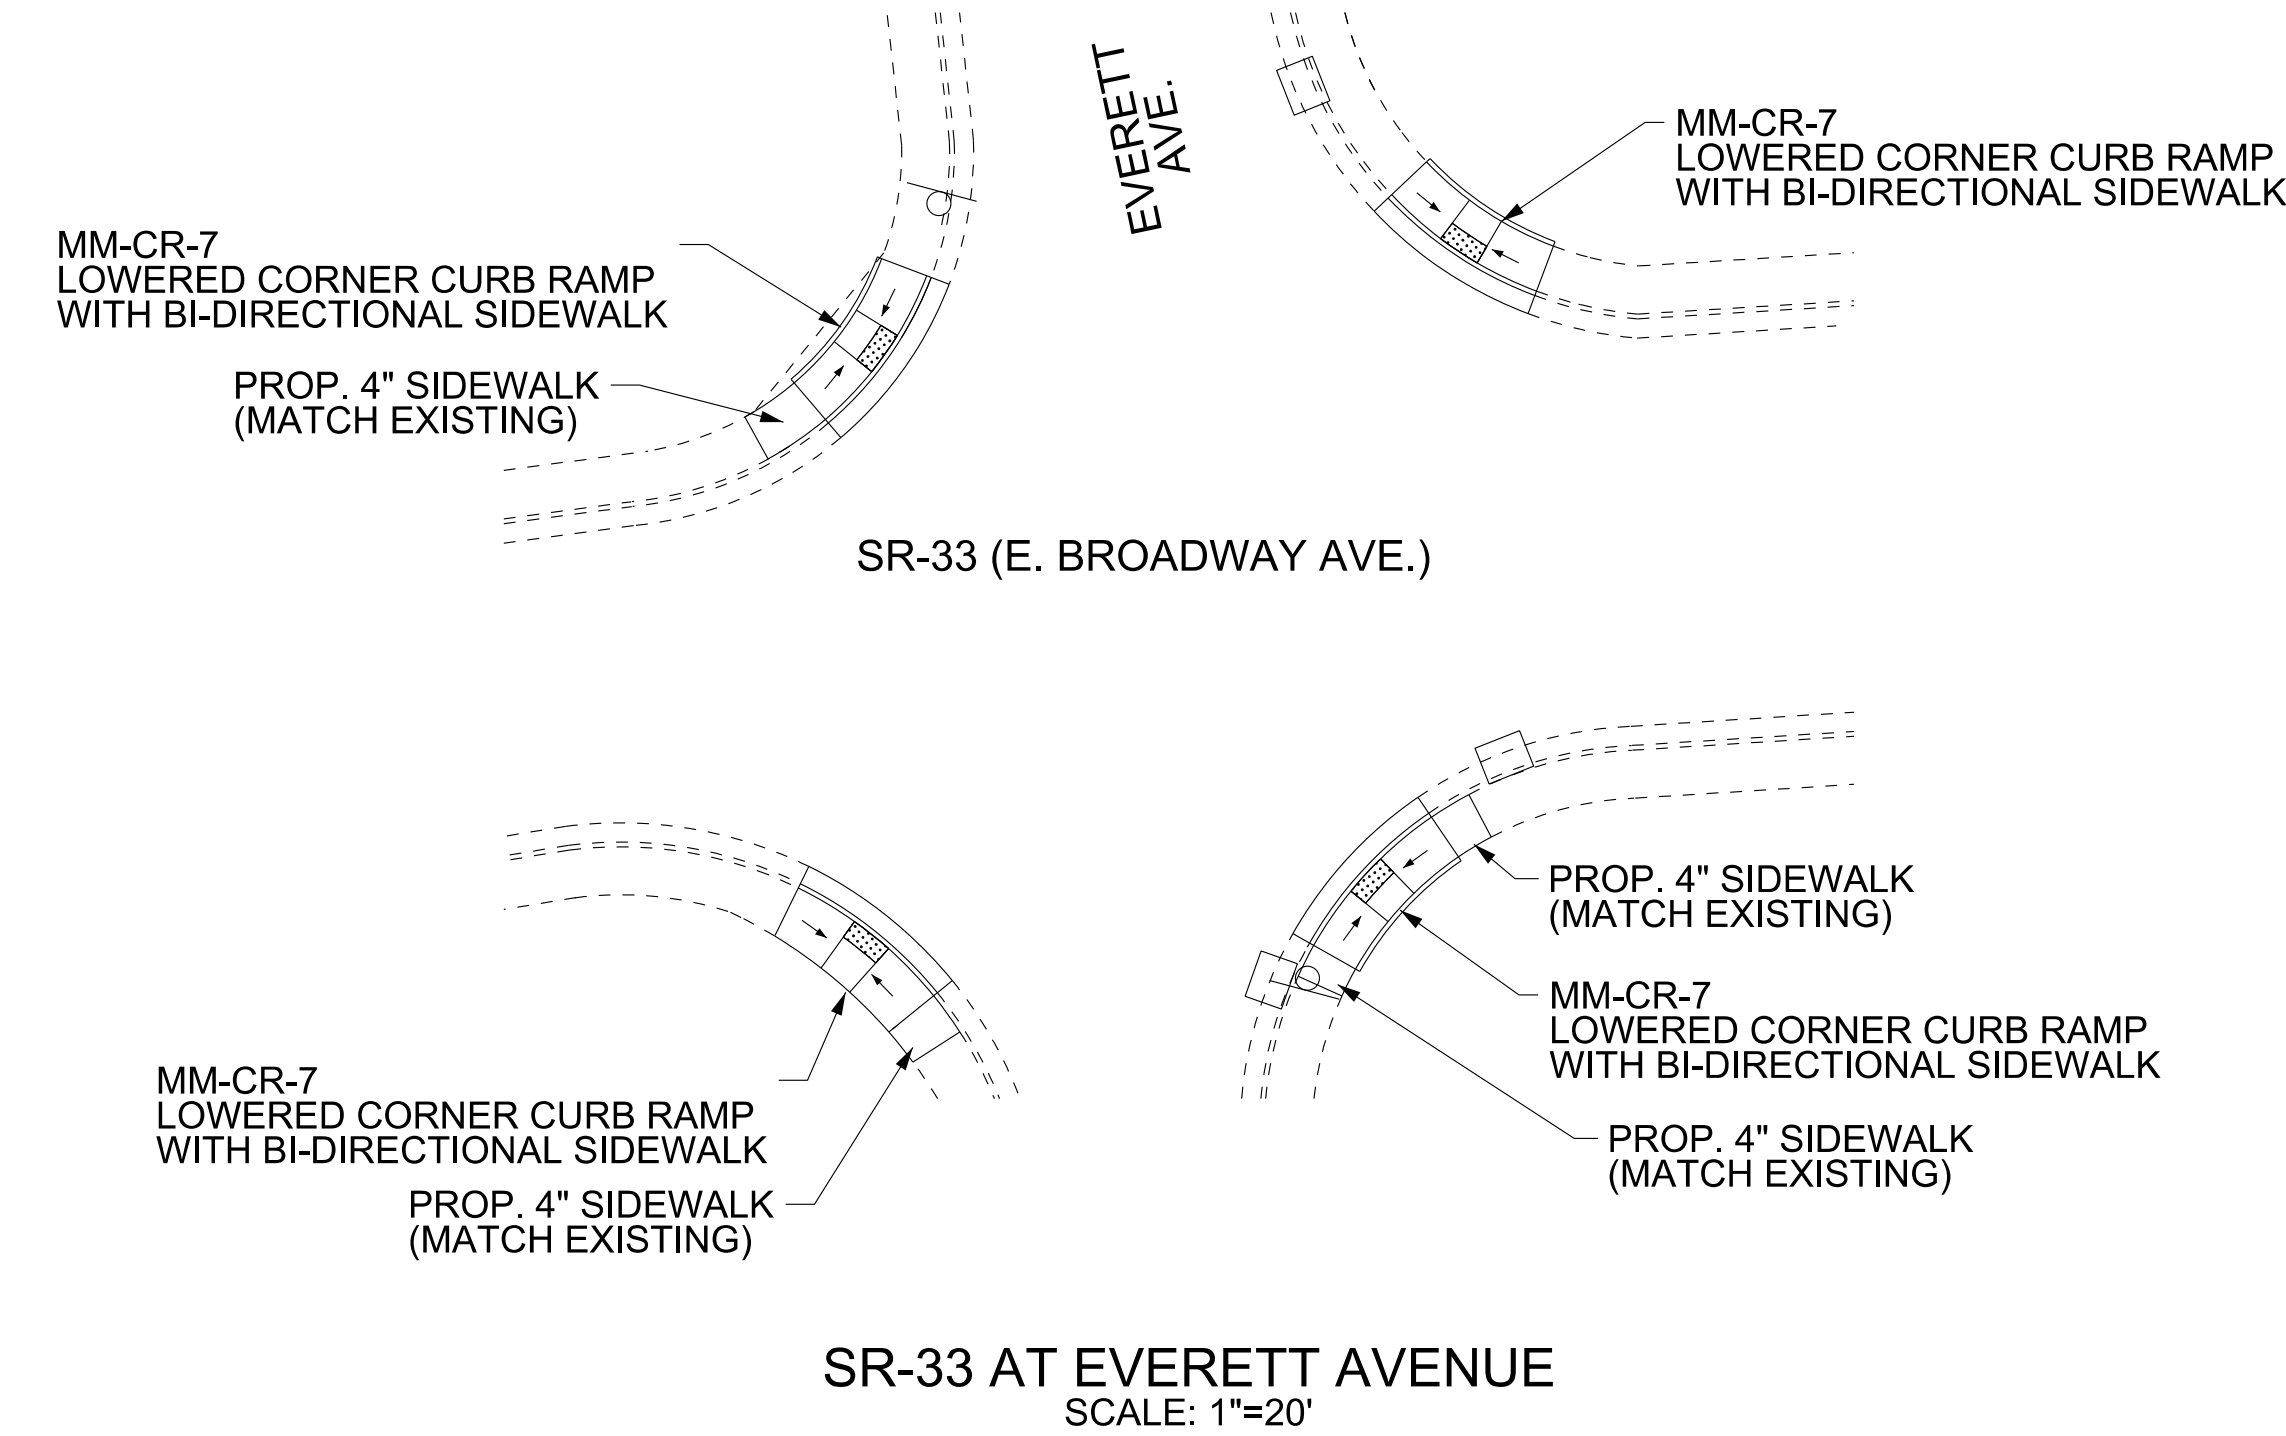 EVERETT
AVE.
MM-CR-7
LOWERED CORNER CURB RAMP
WITH BI-DIRECTIONAL SIDEWALK
MM-CR-7
LOWERED CORNER CURB RAMP
WITH BI-DIRECTIONAL SIDEWALK
PROP. 4" SIDEWALK
(MATCH EXISTING)
SR-33 (E. BROADWAY AVE.)
PROP. 4" SIDEWALK
(MATCH EXISTING)
MM-CR-7
LOWERED CORNER CURB RAMP
WITH BI-DIRECTIONAL SIDEWALK
MM-CR-7
LOWERED CORNER CURB RAMP
WITH BI-DIRECTIONAL SIDEWALK
PROP. 4" SIDEWALK
(MATCH EXISTING)
PROP. 4" SIDEWALK
(MATCH EXISTING)
SR-33 AT EVERETT AVENUE
SCALE: 1"=20'